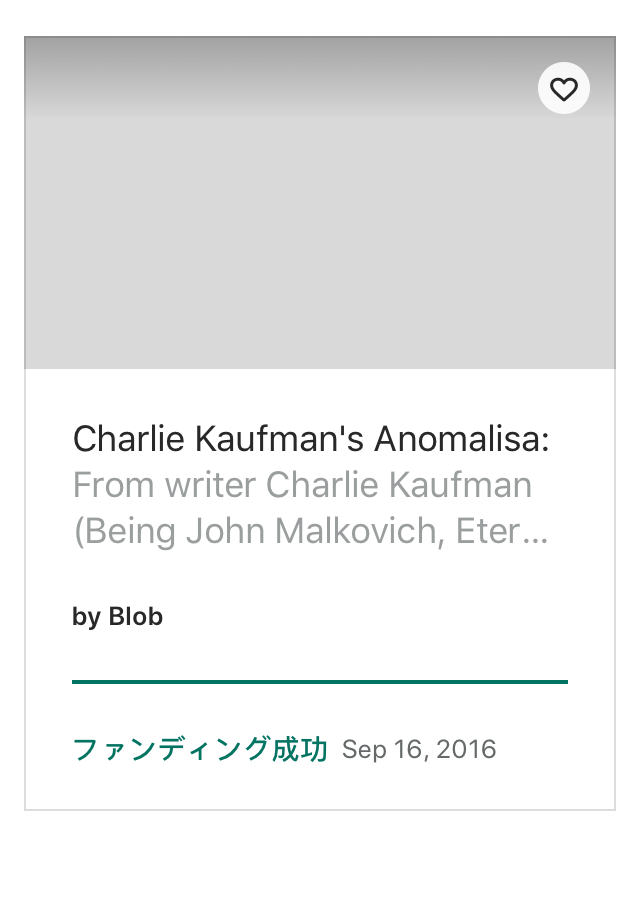 Charlie Kaufman's Anomalisa:
From writer Charlie Kaufman
(Being John Malkovich, Eter…
by Blob
ファンディング成功 Sep 16, 2016